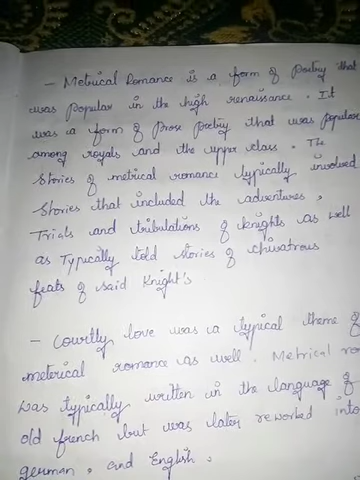 - Metrical Romance is a form of Poetry that
was Popular in the high renaissance. It
was a form of Prose Poetry that was popular
among royals and the upper class. The
Stories of metrical romance typically involved
Stories that included the adventures,
Trials and tribulations of knights as well
as Typically told stories of chivatrous
feats of said Knight's
- Courtly love was a typical theme of
meterical romance as well. Metrical ro
was typically written in the language of
old french but was later reworked into
german, and English.